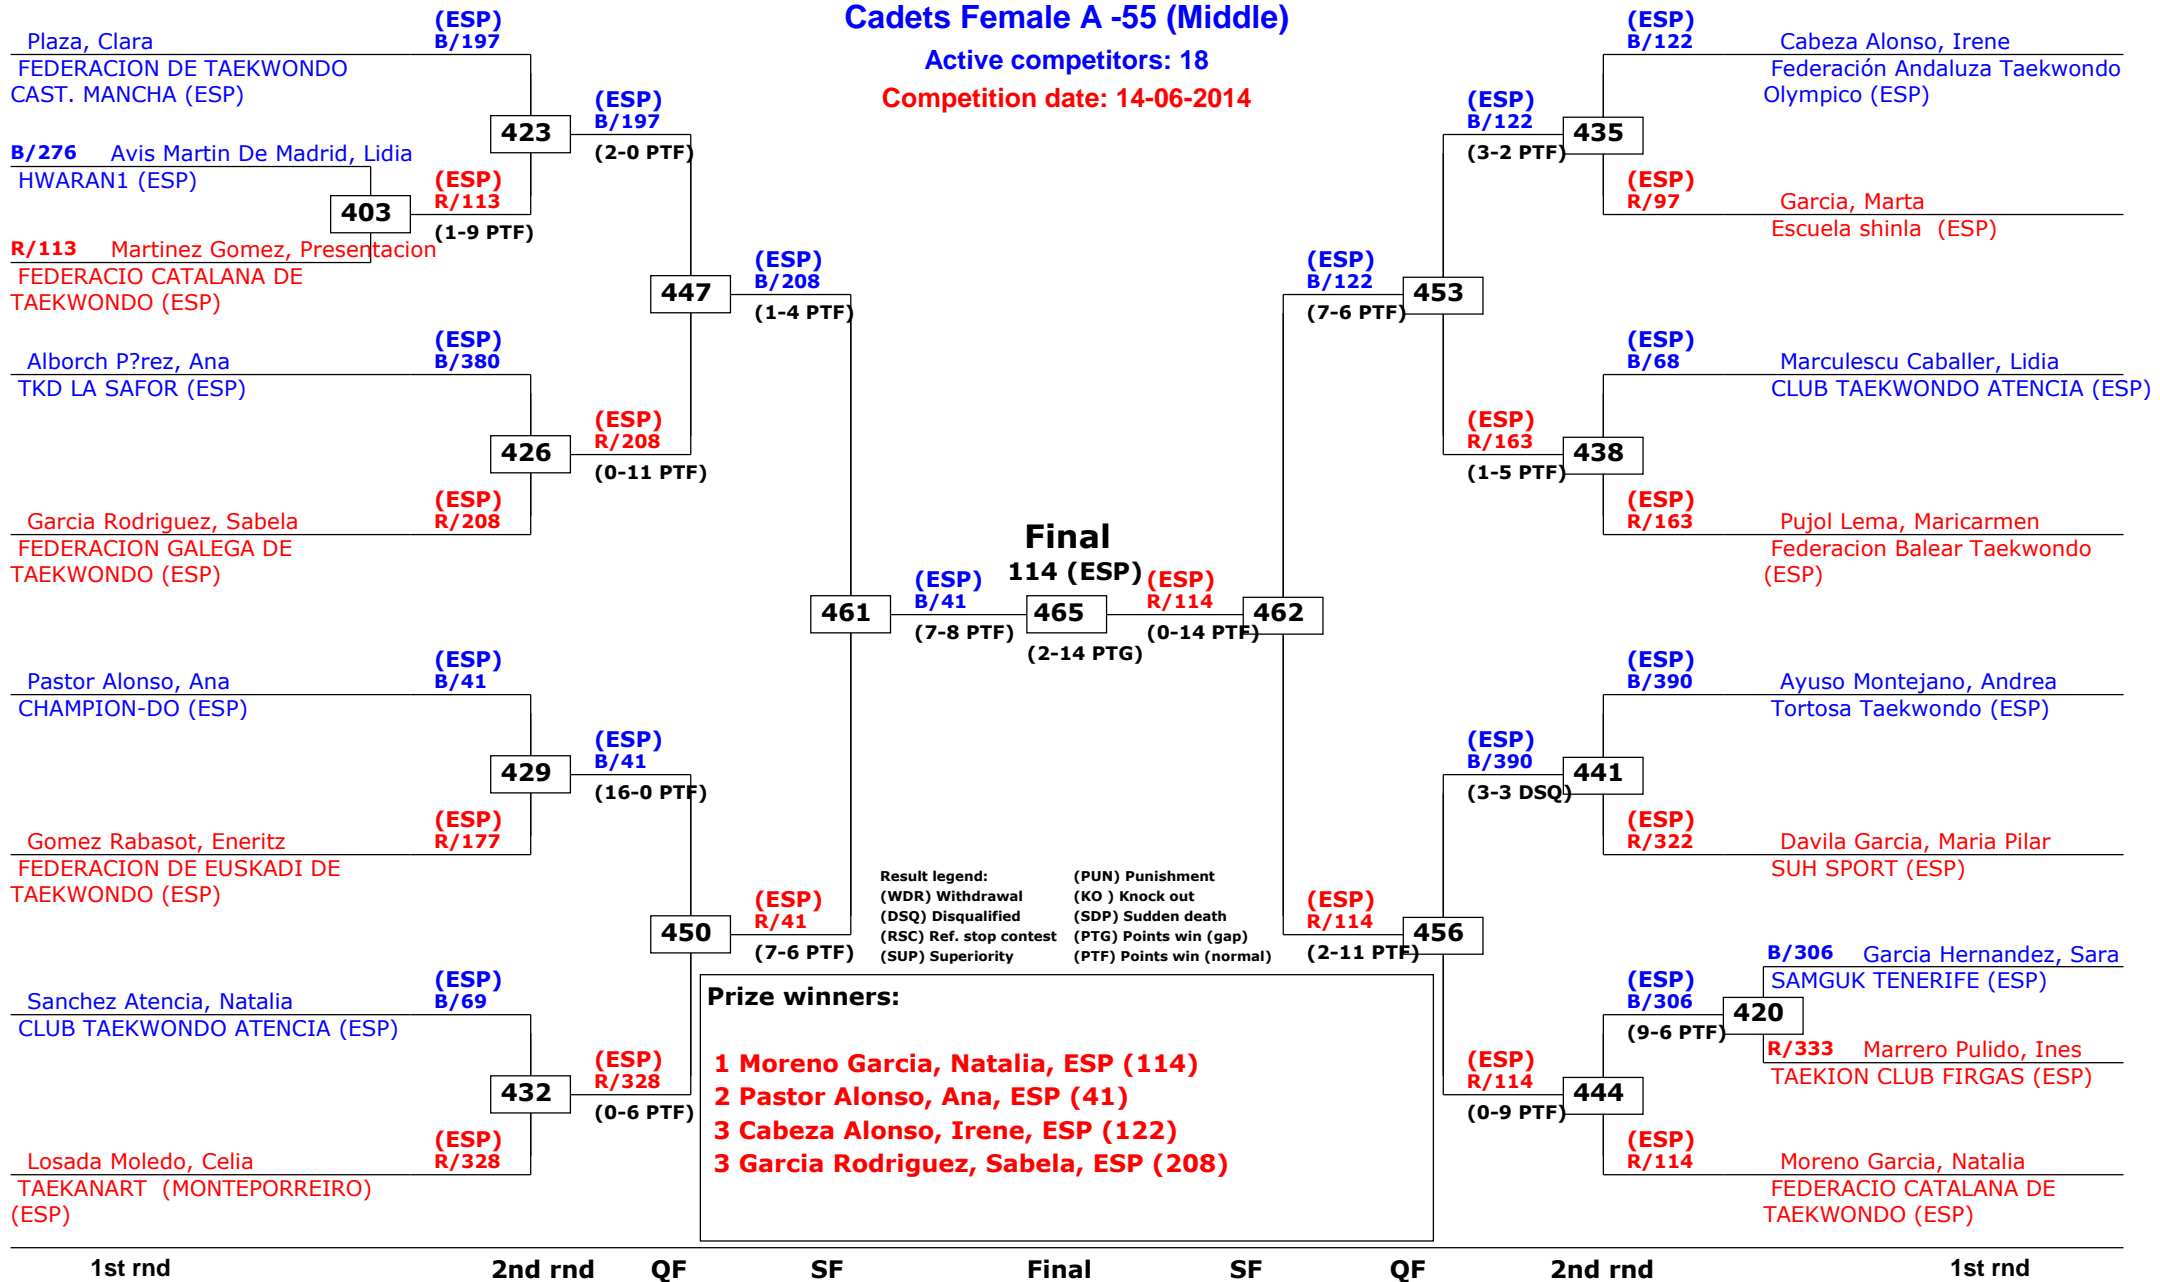 Cadets Female A -55 (Middle)
Active competitors: 18
Competition date: 14-06-2014
(ESP)
Plaza, Clara B/197
FEDERACION DE TAEKWONDO
CAST. MANCHA (ESP)
(ESP)
423 B/197
(2-0 PTF)
B/276 Avis Martin De Madrid, Lidia
HWARAN1 (ESP)
(ESP)
403 R/113
(1-9 PTF)
R/113 Martinez Gomez, Presentacion
FEDERACIO CATALANA DE
TAEKWONDO (ESP)
(ESP)
447 B/208
(1-4 PTF)
(ESP)
Alborch P?rez, Ana B/380
TKD LA SAFOR (ESP)
(ESP)
426 R/208
(0-11 PTF)
(ESP)
Garcia Rodriguez, Sabela R/208
FEDERACION GALEGA DE
TAEKWONDO (ESP)
(ESP)
461 B/41
(7-8 PTF)
(ESP)
Pastor Alonso, Ana B/41
CHAMPION-DO (ESP)
(ESP)
429 B/41
(16-0 PTF)
(ESP)
Gomez Rabasot, Eneritz R/177
FEDERACION DE EUSKADI DE
TAEKWONDO (ESP)
(ESP)
450 R/41
(7-6 PTF)
(ESP)
Sanchez Atencia, Natalia B/69
CLUB TAEKWONDO ATENCIA (ESP)
(ESP)
432 R/328
(0-6 PTF)
(ESP)
Losada Moledo, Celia R/328
TAEKANART (MONTEPORREIRO)
(ESP)
Final
114 (ESP)
465
(2-14 PTG)
(ESP)
R/114 462
(0-14 PTF)
(ESP)
B/122 Cabeza Alonso, Irene
Federación Andaluza Taekwondo
Olympico (ESP)
(ESP)
B/122 435
(3-2 PTF)
(ESP)
R/97 Garcia, Marta
Escuela shinla (ESP)
(ESP)
B/122 453
(7-6 PTF)
(ESP)
B/68 Marculescu Caballer, Lidia
CLUB TAEKWONDO ATENCIA (ESP)
(ESP)
R/163 438
(1-5 PTF)
(ESP)
R/163 Pujol Lema, Maricarmen
Federacion Balear Taekwondo
(ESP)
(ESP)
B/390 Ayuso Montejano, Andrea
Tortosa Taekwondo (ESP)
(ESP)
B/390 441
(3-3 DSQ)
(ESP)
R/322 Davila Garcia, Maria Pilar
SUH SPORT (ESP)
(ESP)
R/114 456
(2-11 PTF)
B/306 Garcia Hernandez, Sara
SAMGUK TENERIFE (ESP)
(ESP)
B/306 420
(9-6 PTF)
R/333 Marrero Pulido, Ines
TAEKION CLUB FIRGAS (ESP)
(ESP)
R/114 444
(0-9 PTF)
(ESP)
R/114 Moreno Garcia, Natalia
FEDERACIO CATALANA DE
TAEKWONDO (ESP)
Result legend: (PUN) Punishment
(WDR) Withdrawal (KO ) Knock out
(DSQ) Disqualified (SDP) Sudden death
(RSC) Ref. stop contest (PTG) Points win (gap)
(SUP) Superiority (PTF) Points win (normal)
Prize winners:
1 Moreno Garcia, Natalia, ESP (114)
2 Pastor Alonso, Ana, ESP (41)
3 Cabeza Alonso, Irene, ESP (122)
3 Garcia Rodriguez, Sabela, ESP (208)
1st rnd 2nd rnd QF SF Final SF QF 2nd rnd 1st rnd